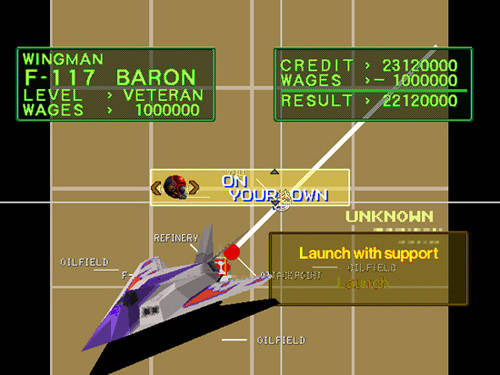 WINGMAN
F-117 BARON
LEVEL > VETERAN
WAGES > 1000000
CREDIT > 23120000
WAGES >- 1000000
RESULT > 22120000
ON
YOUR OWN
UNKNOWN
REFINERY
Launch with support
OILFIELD
OILFIELD
F-
Launch
OILFIELD